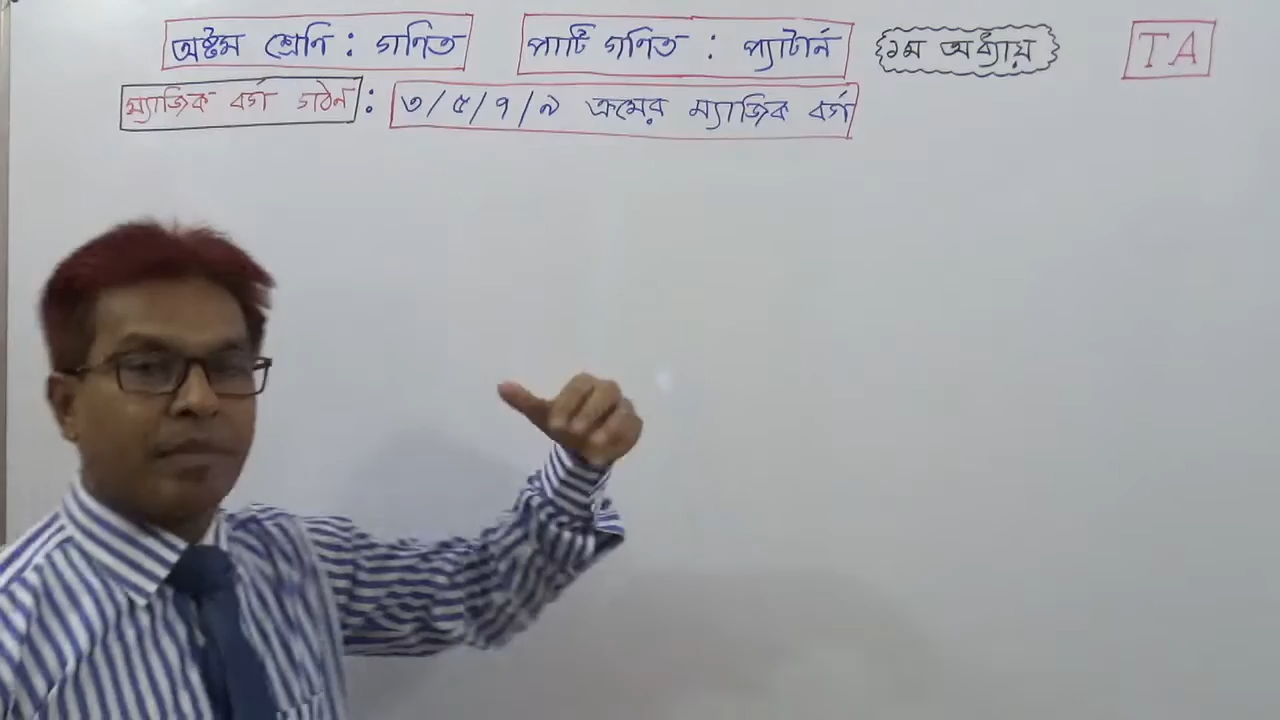 অষ্টম শ্রেনি : গণিত পাটি গণিত : প্যাটার্ন ১ম অধ্যায় TA
ম্যাজিক বর্গ গঠন : ৩/৫/৭/৯ ক্রমের ম্যাজিক বর্গ